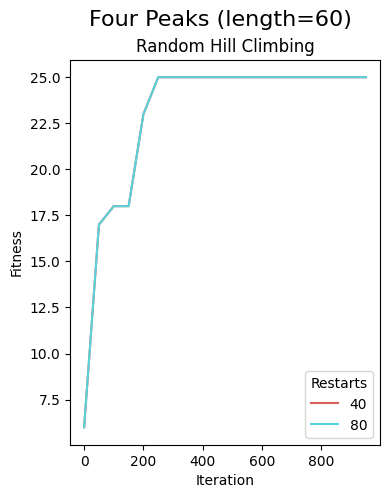 Four Peaks (length=60)
Random Hill Climbing
25.0
22.5
20.0
17.5
15.0
12.5
10.0
7.5
Fitness
Restarts
40
80
0 200 400 600 800
Iteration